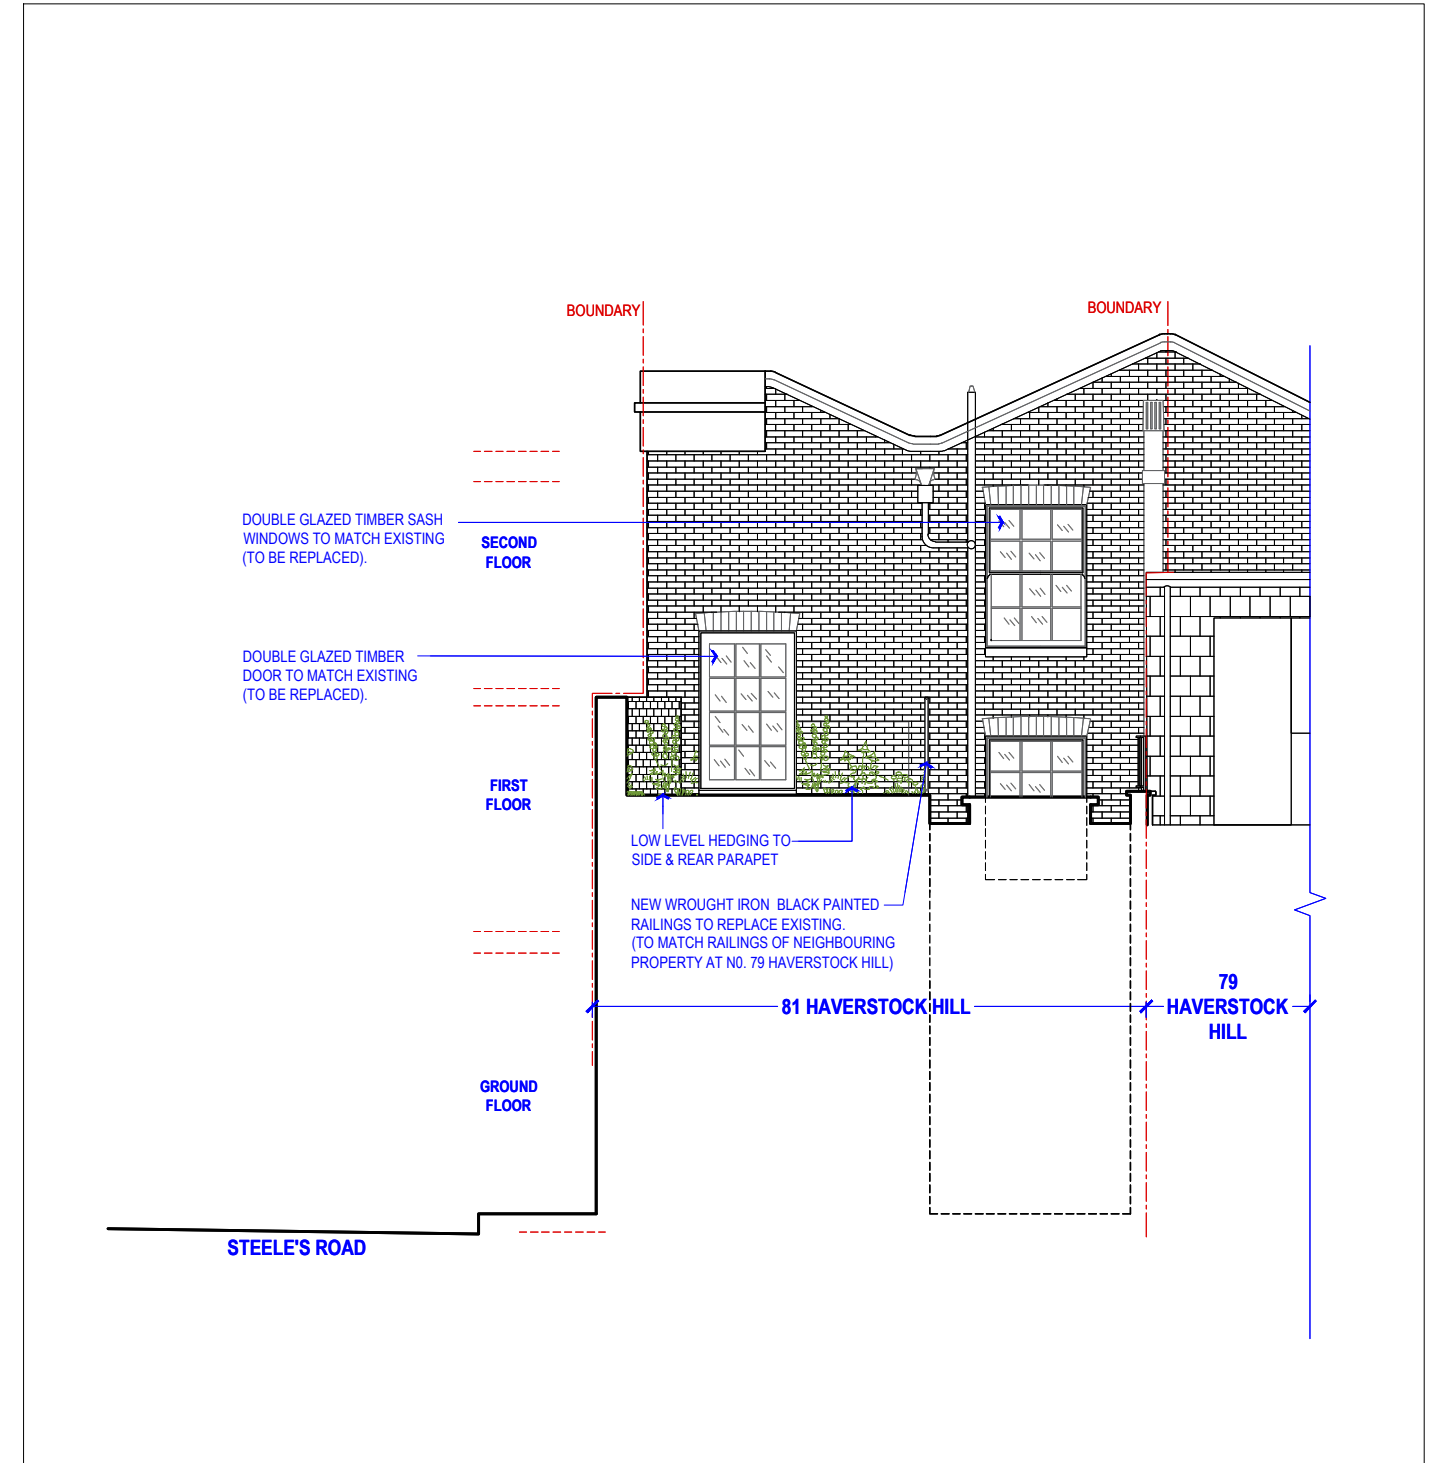 BOUNDARY
BOUNDARY
DOUBLE GLAZED TIMBER SASH
WINDOWS TO MATCH EXISTING
(TO BE REPLACED).
SECOND
FLOOR
DOUBLE GLAZED TIMBER
DOOR TO MATCH EXISTING
(TO BE REPLACED).
FIRST
FLOOR
LOW LEVEL HEDGING TO
SIDE & REAR PARAPET
NEW WROUGHT IRON BLACK PAINTED
RAILINGS TO REPLACE EXISTING.
(TO MATCH RAILINGS OF NEIGHBOURING
PROPERTY AT N0. 79 HAVERSTOCK HILL)
81 HAVERSTOCK HILL
79
HAVERSTOCK
HILL
GROUND
FLOOR
STEELE'S ROAD